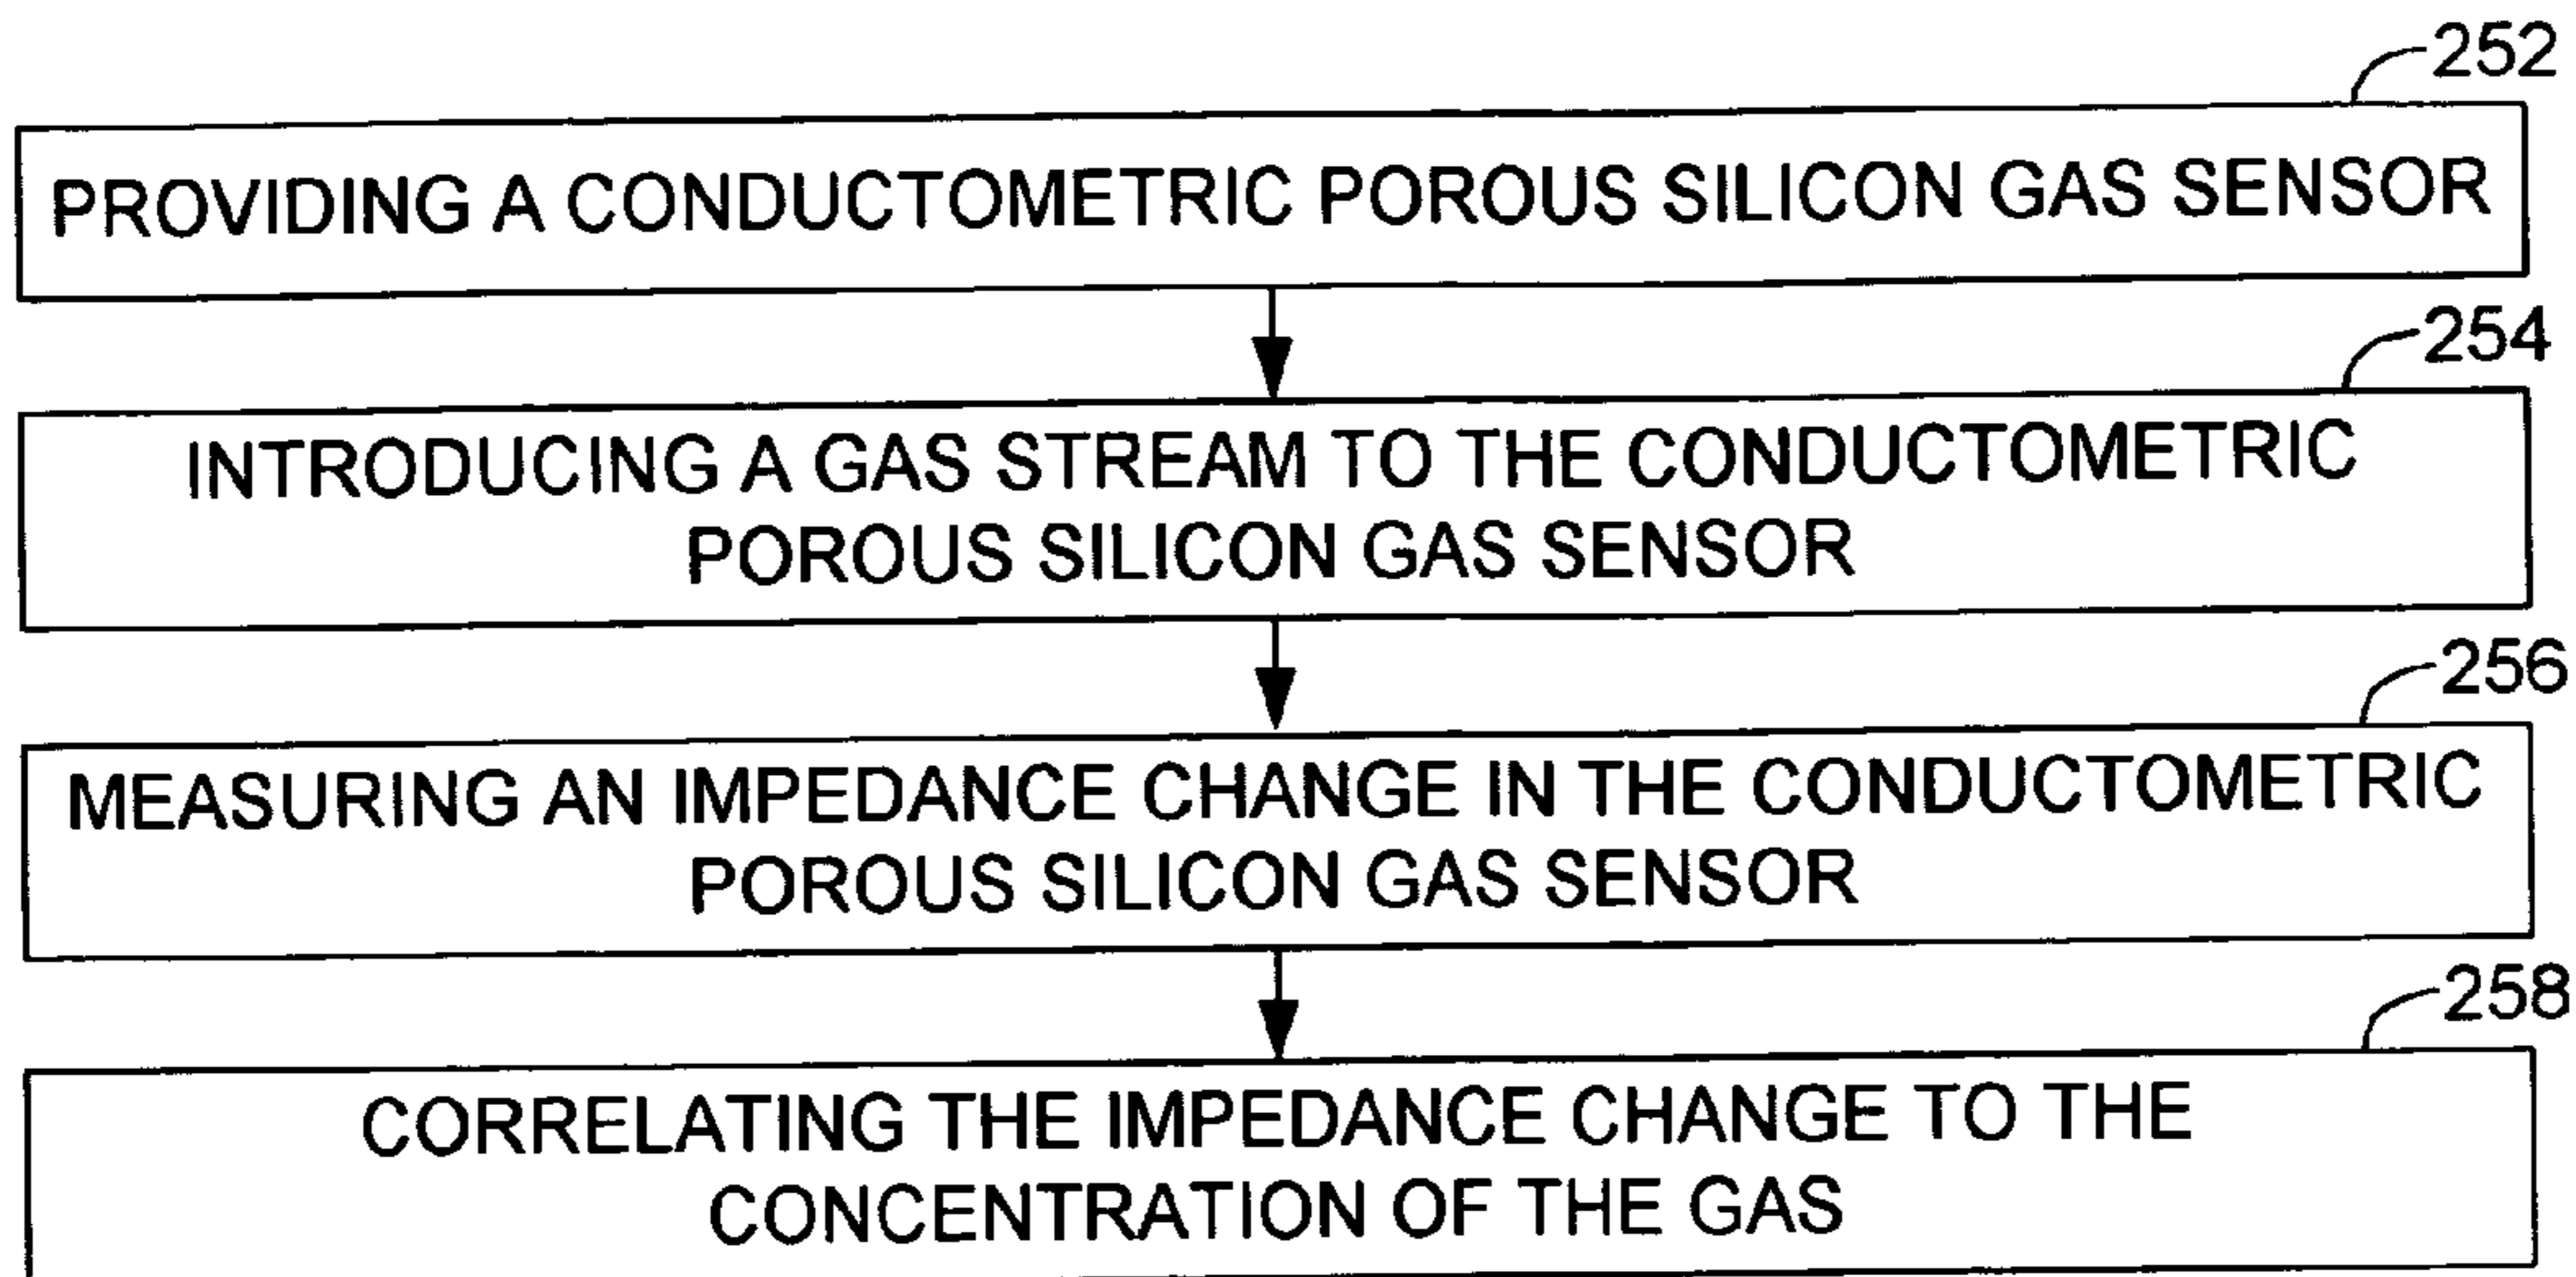 252
PROVIDING A CONDUCTOMETRIC POROUS SILICON GAS SENSOR
254
INTRODUCING A GAS STREAM TO THE CONDUCTOMETRIC
POROUS SILICON GAS SENSOR
256
MEASURING AN IMPEDANCE CHANGE IN THE CONDUCTOMETRIC
POROUS SILICON GAS SENSOR
258
CORRELATING THE IMPEDANCE CHANGE TO THE
CONCENTRATION OF THE GAS